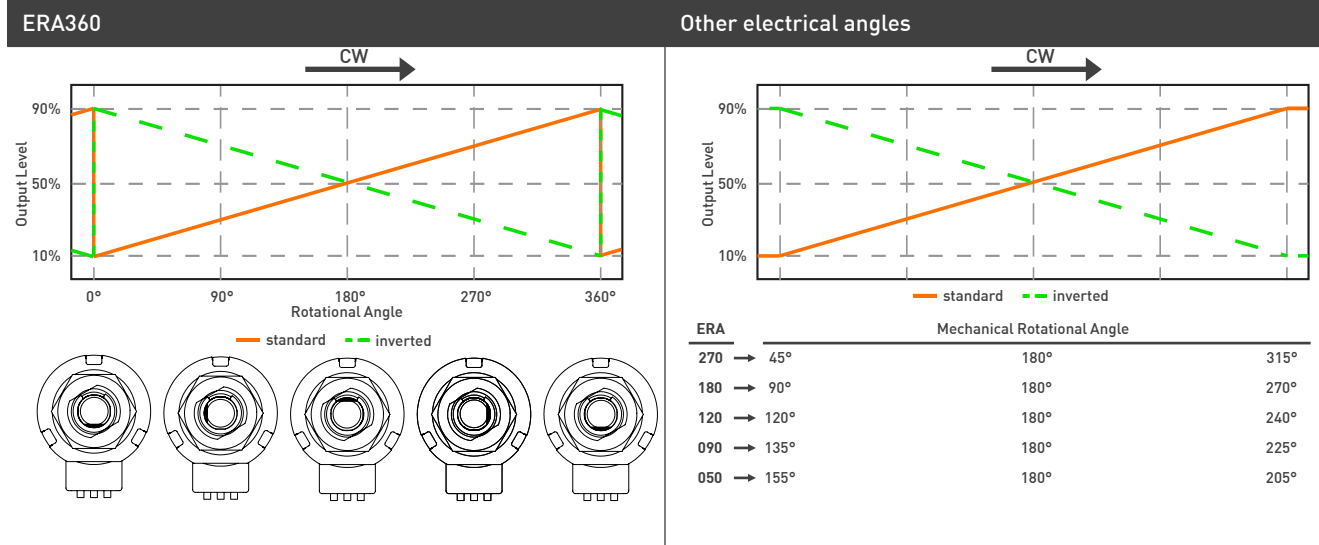 ERA360
CW
90%
50%
10%
Output Level
0° 90° 180° 270° 360°
Rotational Angle
standard inverted
Other electrical angles
CW
90%
50%
10%
Output Level
standard inverted
ERA Mechanical Rotational Angle
270 45° 180° 315°
180 90° 180° 270°
120 120° 180° 240°
090 135° 180° 225°
050 155° 180° 205°